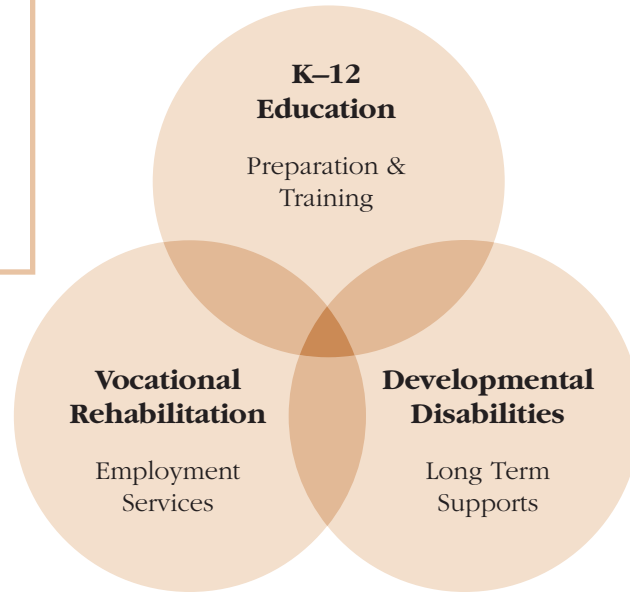 K–12
Education
Preparation &
Training
Vocational
Rehabilitation
Employment
Services
Developmental
Disabilities
Long Term
Supports